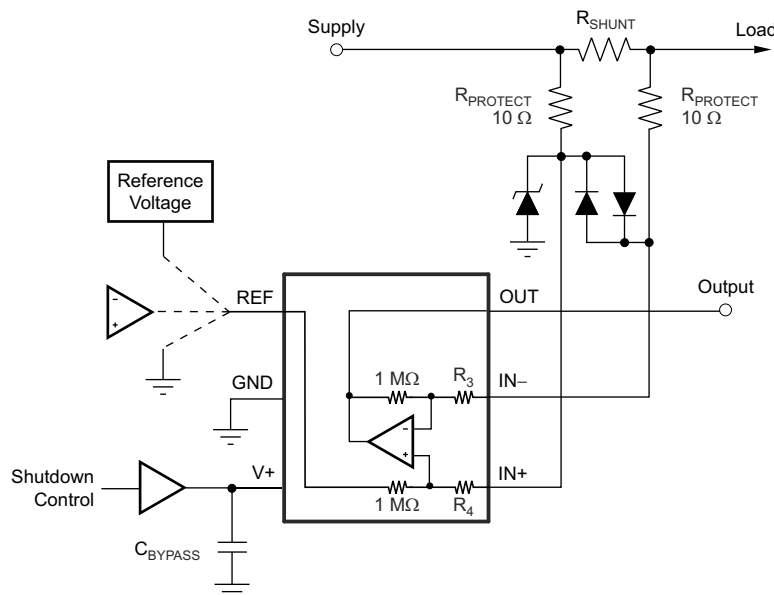 R_SHUNT
Supply
Load
R_PROTECT
10 Ω
R_PROTECT
10 Ω
Reference
Voltage
REF
OUT
Output
GND
1 MΩ
R_3
IN−
−
+
−
+
Shutdown
Control
V+
1 MΩ
R_4
IN+
C_BYPASS